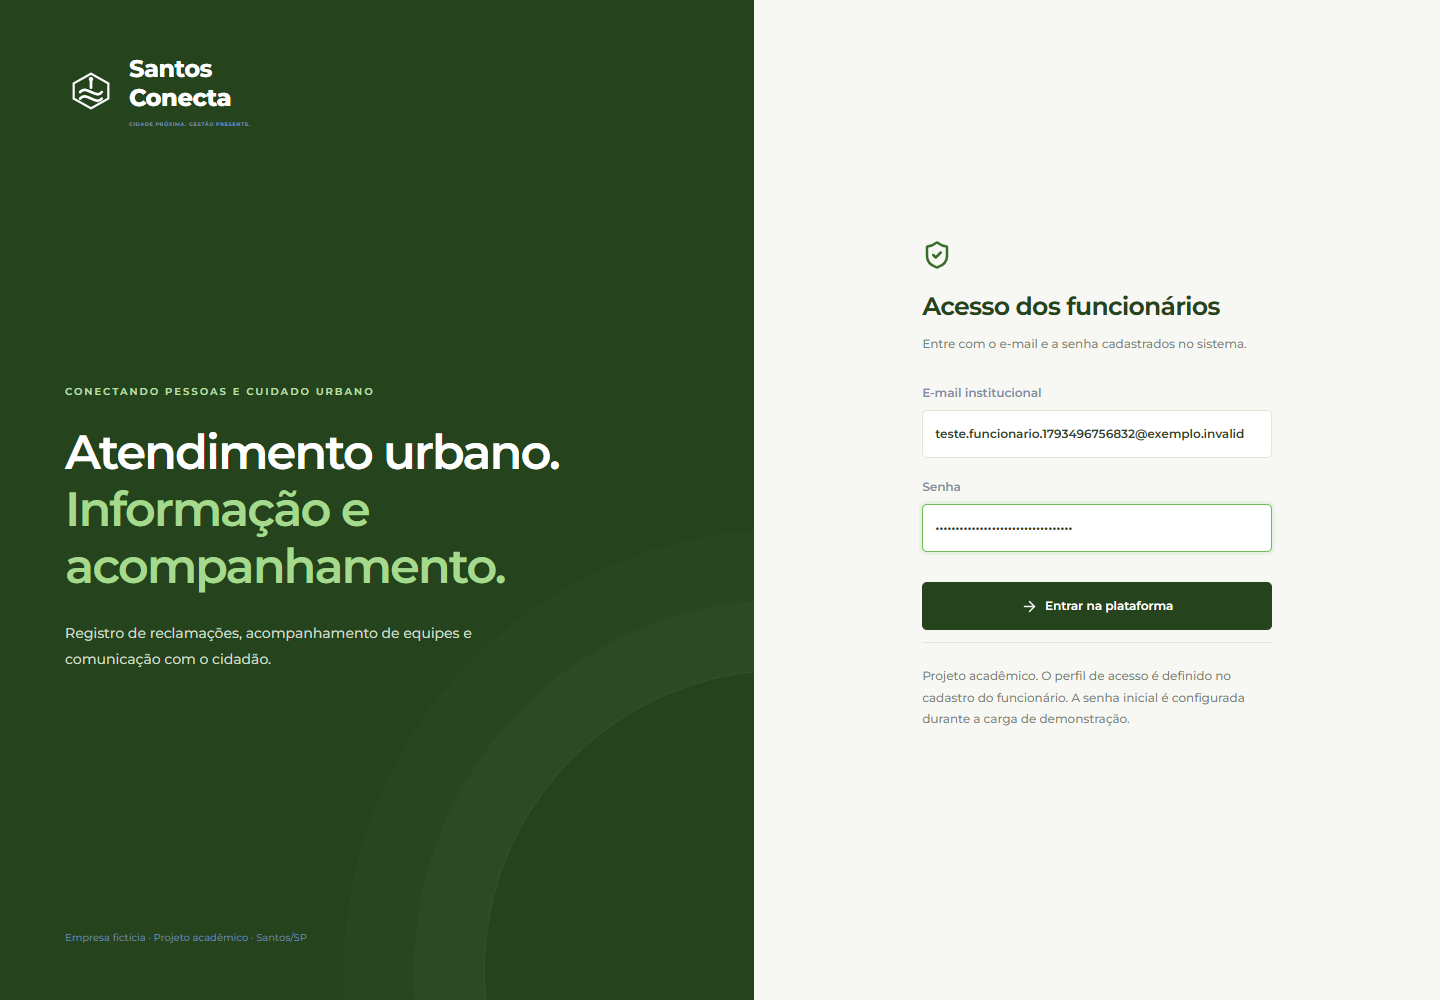 Santos
Conecta
CIDADE PRÓXIMA. GESTÃO PRESENTE.
CONECTANDO PESSOAS E CUIDADO URBANO
Atendimento urbano.
Informação e
acompanhamento.
Registro de reclamações, acompanhamento de equipes e
comunicação com o cidadão.
Empresa fictícia · Projeto acadêmico · Santos/SP
Acesso dos funcionários
Entre com o e-mail e a senha cadastrados no sistema.
E-mail institucional
teste.funcionario.1793496756832@exemplo.invalid
Senha
••••••••••••••••••••••••••••••••••
Entrar na plataforma
Projeto acadêmico. O perfil de acesso é definido no
cadastro do funcionário. A senha inicial é configurada
durante a carga de demonstração.